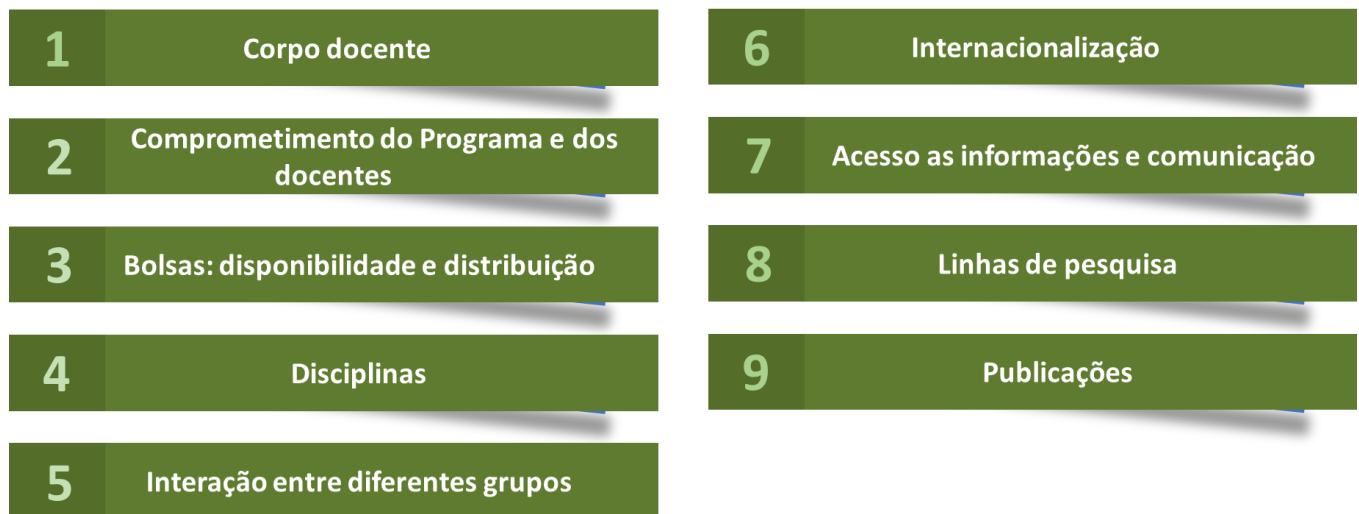 1 Corpo docente
2 Comprometimento do Programa e dos
docentes
3 Bolsas: disponibilidade e distribuição
4 Disciplinas
5 Interação entre diferentes grupos
6 Internacionalização
7 Acesso as informações e comunicação
8 Linhas de pesquisa
9 Publicações